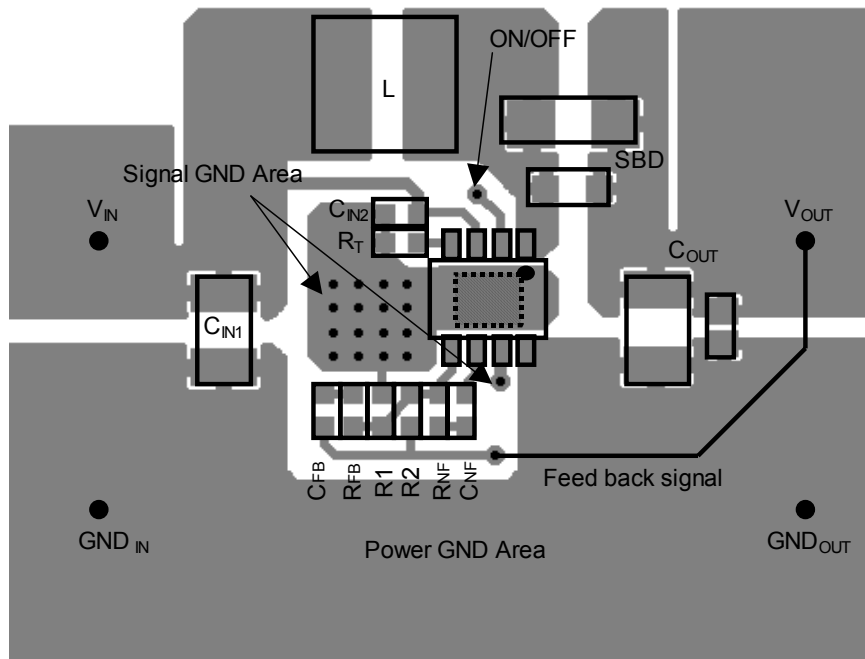 ON/OFF
L
SBD
Signal GND Area
CIN2
VIN
VOUT
RT
COUT
CIN1
CFB
RFB
R1
R2
RNF
CNF
Feed back signal
GND IN
GNDOUT
Power GND Area